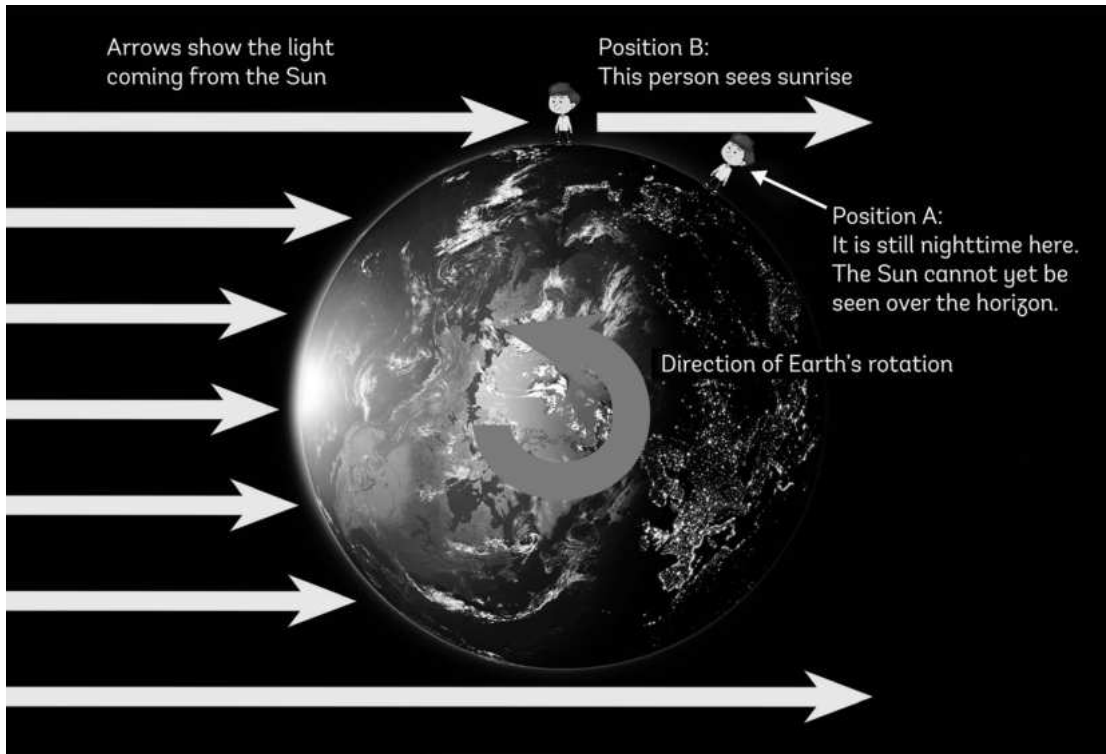 Arrows show the light
coming from the Sun
Position B:
This person sees sunrise
Position A:
It is still nighttime here.
The Sun cannot yet be
seen over the horizon.
Direction of Earth's rotation